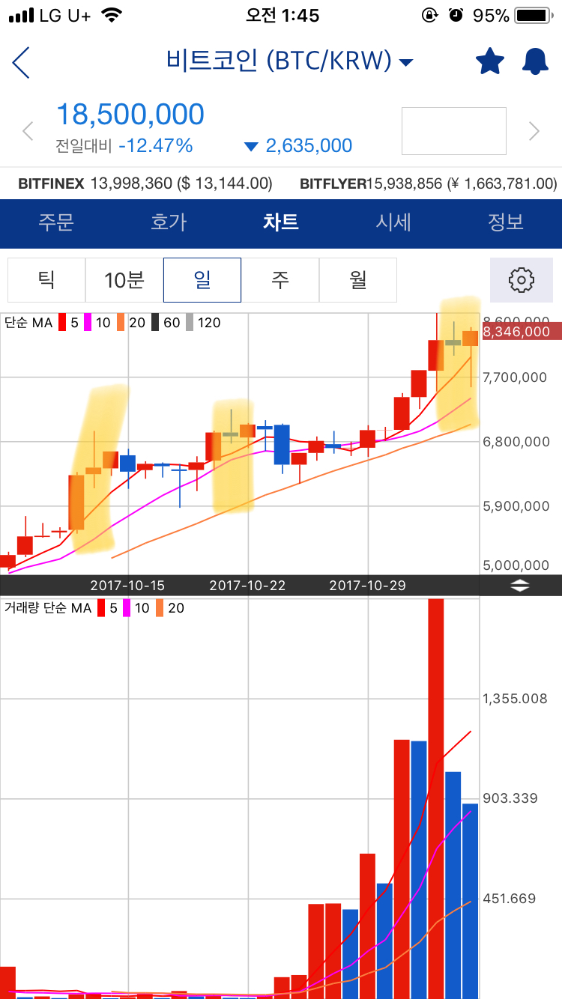 LG U+ 오전 1:45 95%
비트코인 (BTC/KRW)
18,500,000
전일대비 -12.47% ▼ 2,635,000
BITFINEX 13,998,360 ($ 13,144.00) BITFLYER15,938,856 (¥ 1,663,781.00)
주문 호가 차트 시세 정보
틱 10분 일 주 월
단순 MA 5 10 20 60 120
8,600,000
8,346,000
7,700,000
6,800,000
5,900,000
5,000,000
2017-10-15 2017-10-22 2017-10-29
거래량 단순 MA 5 10 20
1,355.008
903.339
451.669